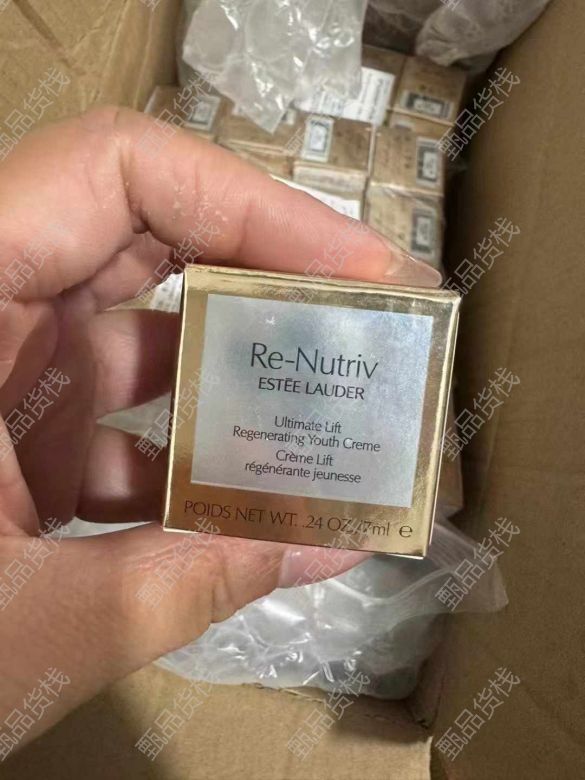 Re-Nutriv
ESTĒE LAUDER
Ultimate Lift
Regenerating Youth Creme
Crème Lift
régénérante jeunesse
POIDS NET WT. .24 OZ./7ml e
甄品货栈